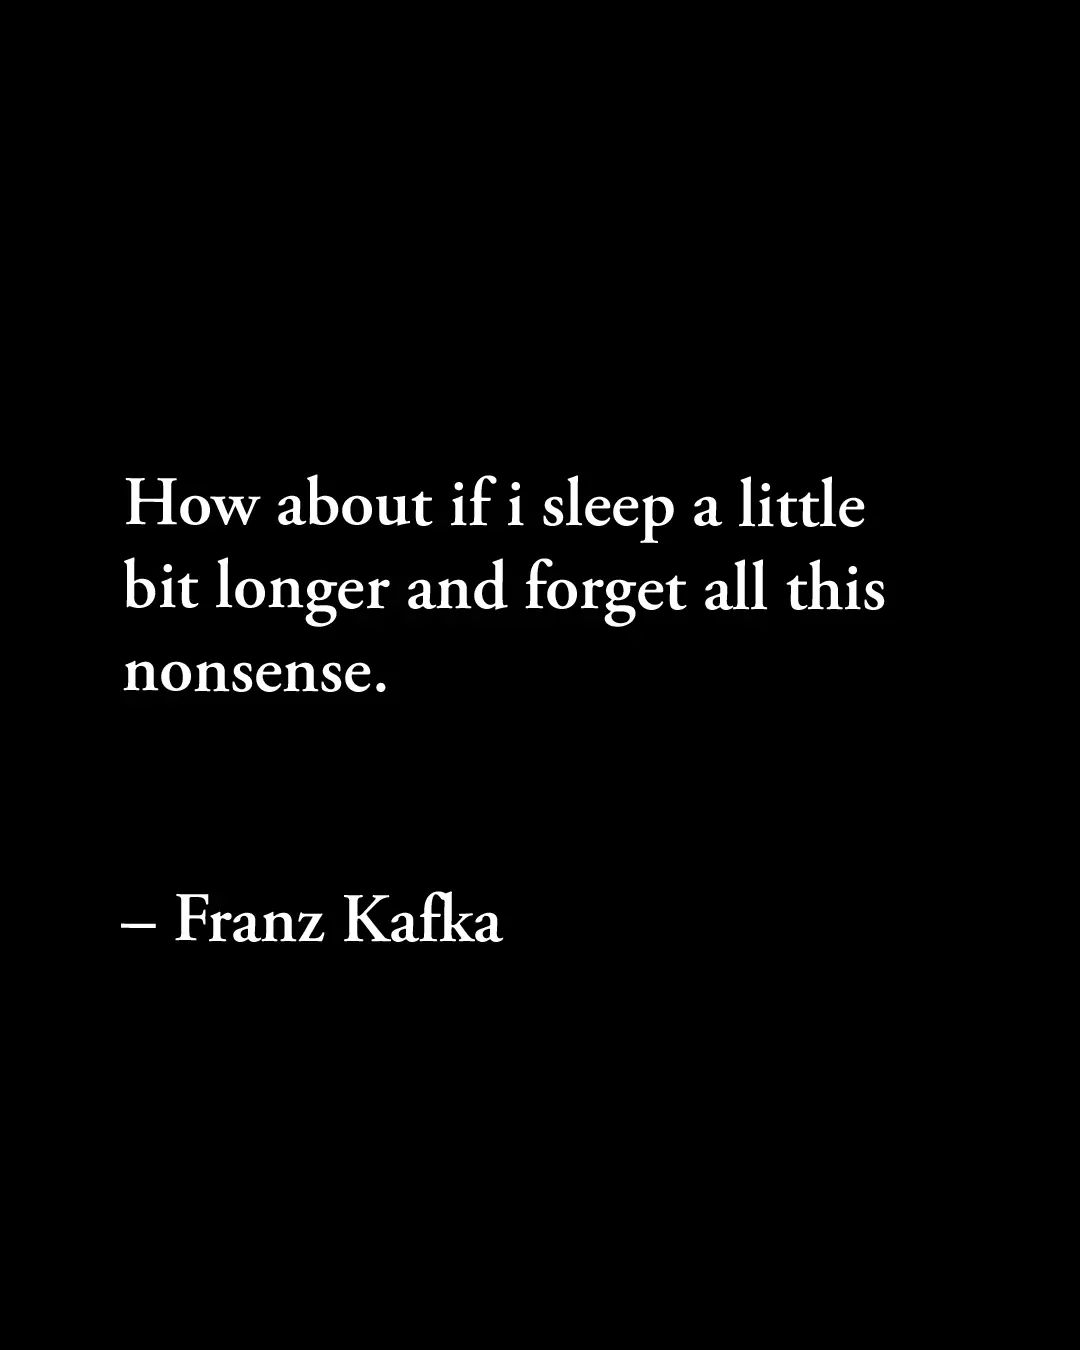 How about if i sleep a little
bit longer and forget all this
nonsense.
– Franz Kafka